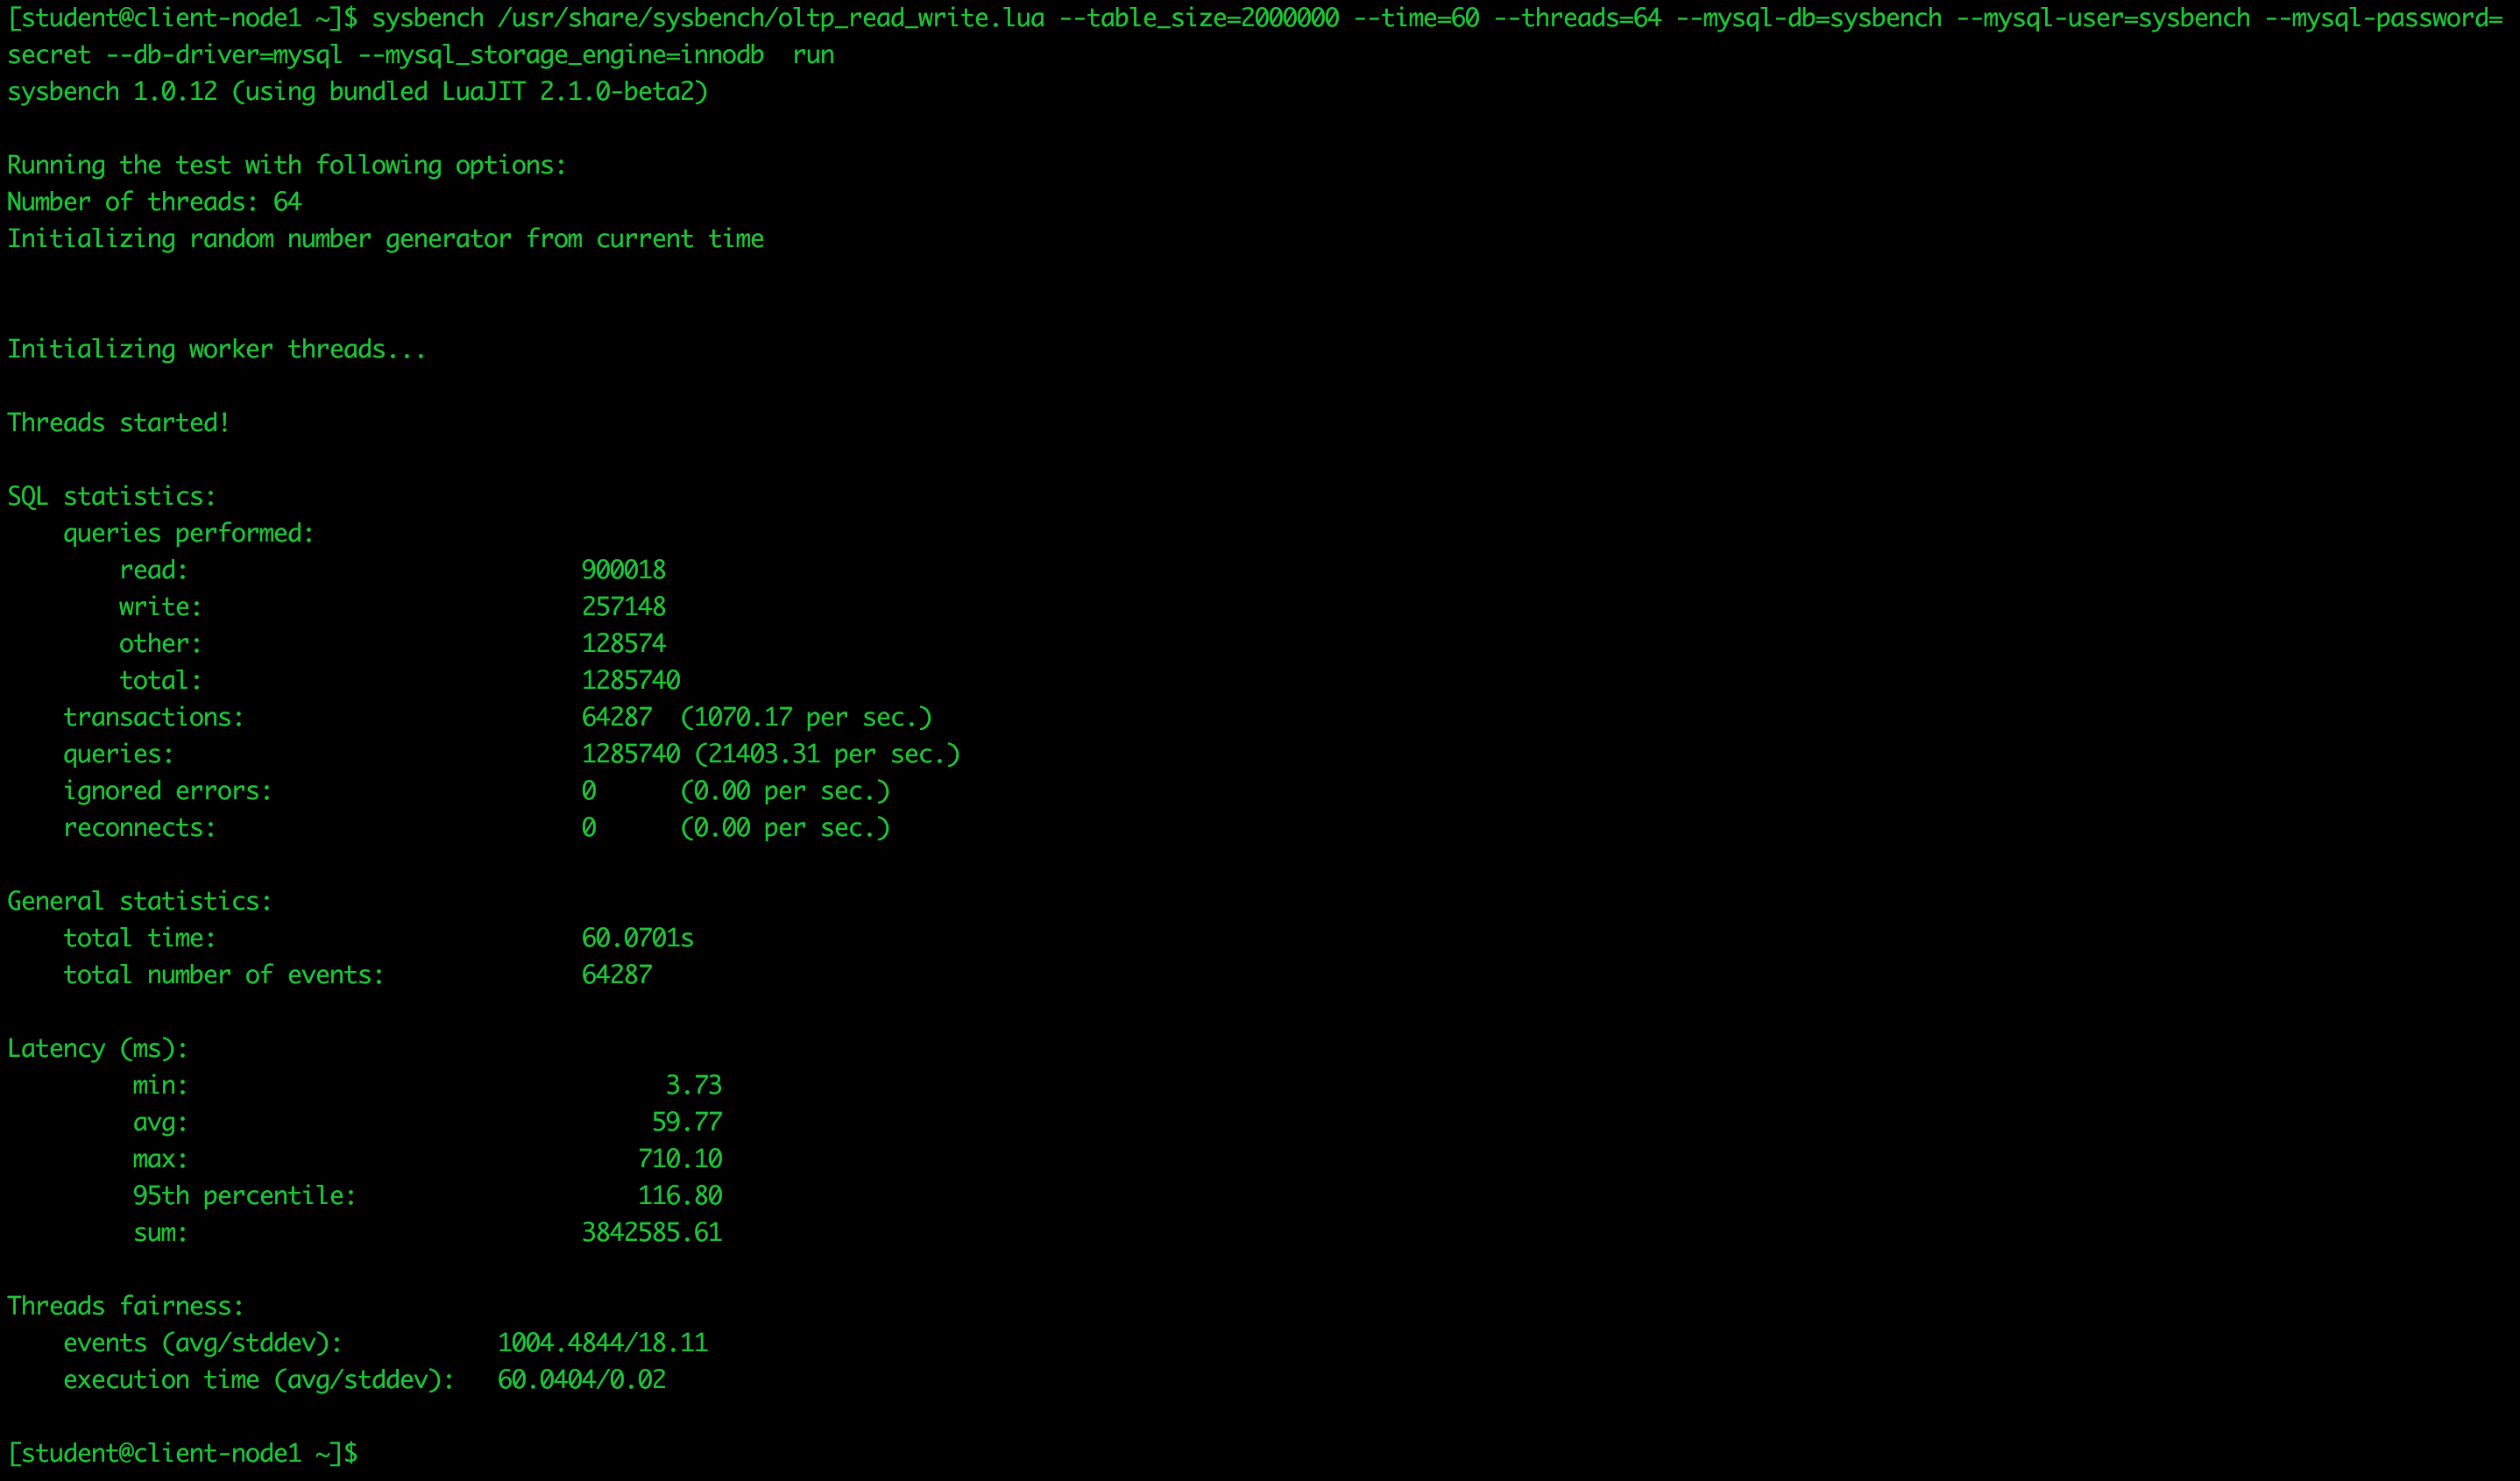 [student@client-node1 ~]$ sysbench /usr/share/sysbench/oltp_read_write.lua --table_size=2000000 --time=60 --threads=64 --mysql-db=sysbench --mysql-user=sysbench --mysql-password=
secret --db-driver=mysql --mysql_storage_engine=innodb  run
sysbench 1.0.12 (using bundled LuaJIT 2.1.0-beta2)
Running the test with following options:
Number of threads: 64
Initializing random number generator from current time
Initializing worker threads...
Threads started!
SQL statistics:
    queries performed:
        read:                            900018
        write:                           257148
        other:                           128574
        total:                           1285740
    transactions:                        64287  (1070.17 per sec.)
    queries:                             1285740 (21403.31 per sec.)
    ignored errors:                      0      (0.00 per sec.)
    reconnects:                          0      (0.00 per sec.)
General statistics:
    total time:                          60.0701s
    total number of events:              64287
Latency (ms):
         min:                                  3.73
         avg:                                 59.77
         max:                                710.10
         95th percentile:                    116.80
         sum:                            3842585.61
Threads fairness:
    events (avg/stddev):           1004.4844/18.11
    execution time (avg/stddev):   60.0404/0.02
[student@client-node1 ~]$